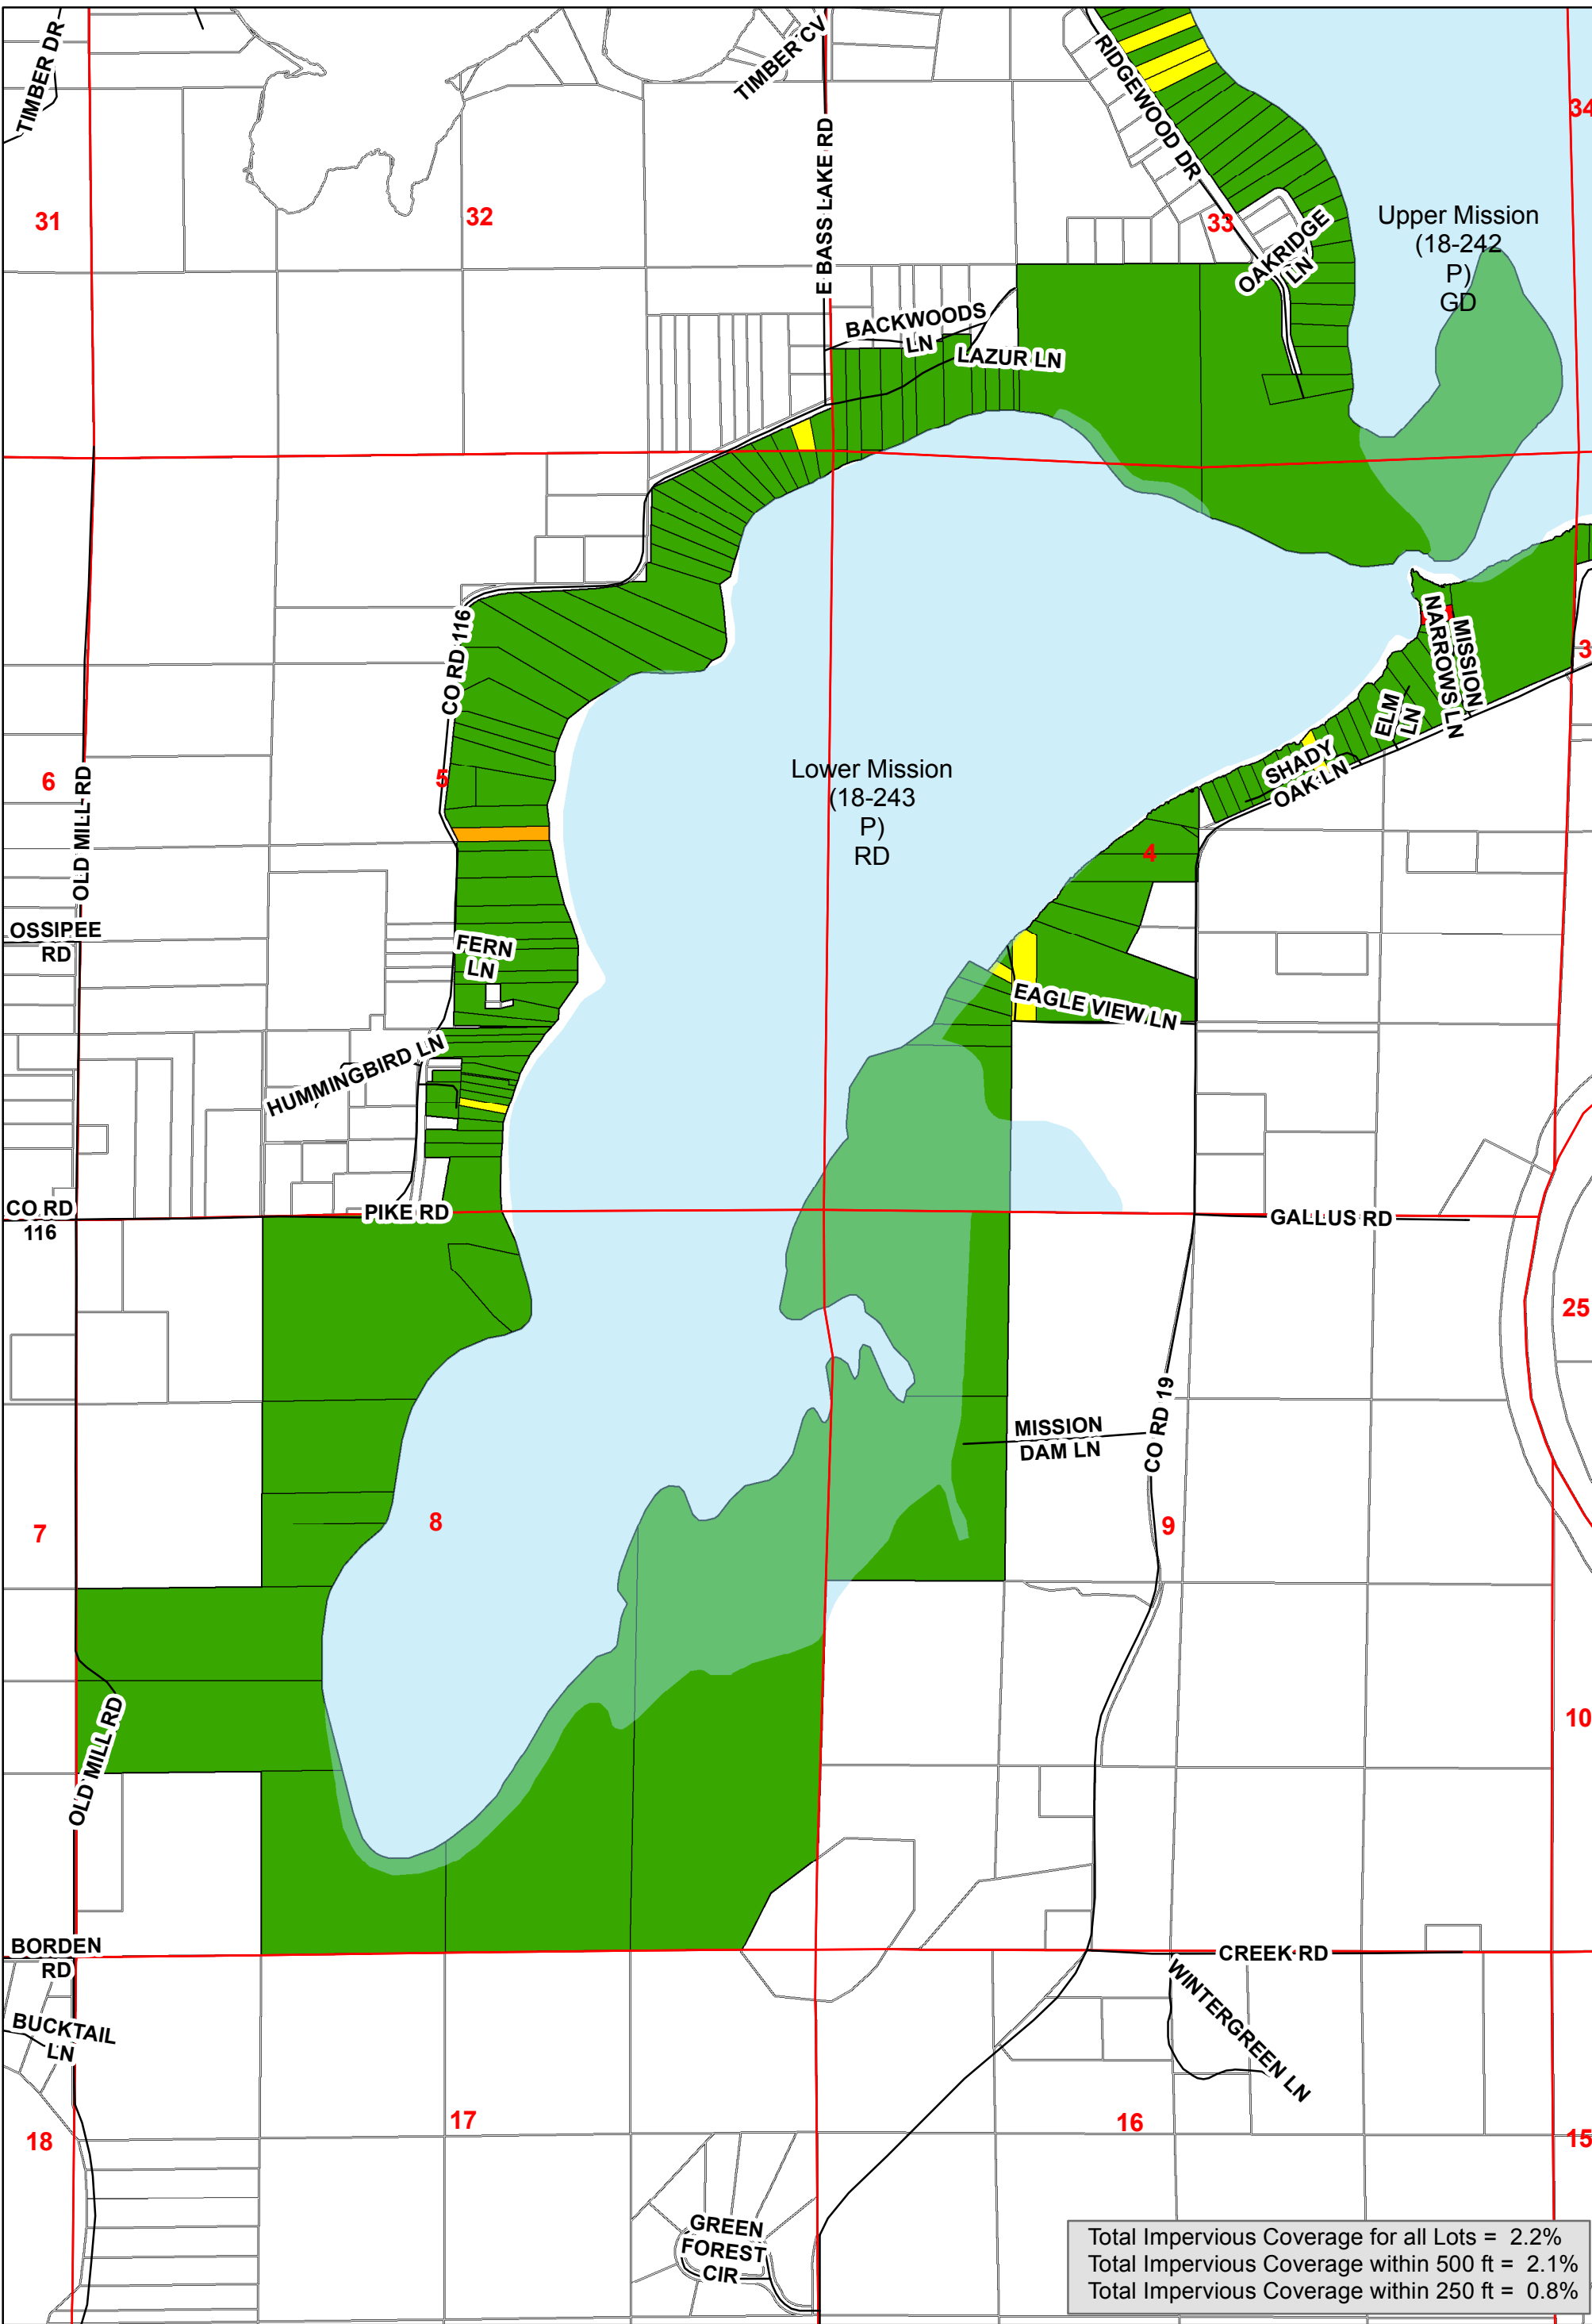 TIMBER DR
TIMBER CV
E BASS LAKE RD
RIDGEWOOD DR
34
31
32
33
Upper Mission
(18-242
P)
GD
OAKRIDGE
LN
BACKWOODS
LN
LAZUR LN
CO RD 116
NARROWS LN
MISSION
3
ELM
LN
SHADY
OAK LN
6
5
OLD MILL RD
Lower Mission
(18-243
P)
RD
4
OSSIPEE
RD
FERN
LN
EAGLE VIEW LN
HUMMINGBIRD LN
CO RD
116
PIKE RD
GALLUS RD
25
MISSION
DAM LN
CO RD 19
7
8
9
OLD MILL RD
10
BORDEN
RD
CREEK RD
WINTERGREEN LN
BUCKTAIL
LN
18
17
16
15
GREEN
FOREST
CIR
Total Impervious Coverage for all Lots = 2.2%
Total Impervious Coverage within 500 ft = 2.1%
Total Impervious Coverage within 250 ft = 0.8%